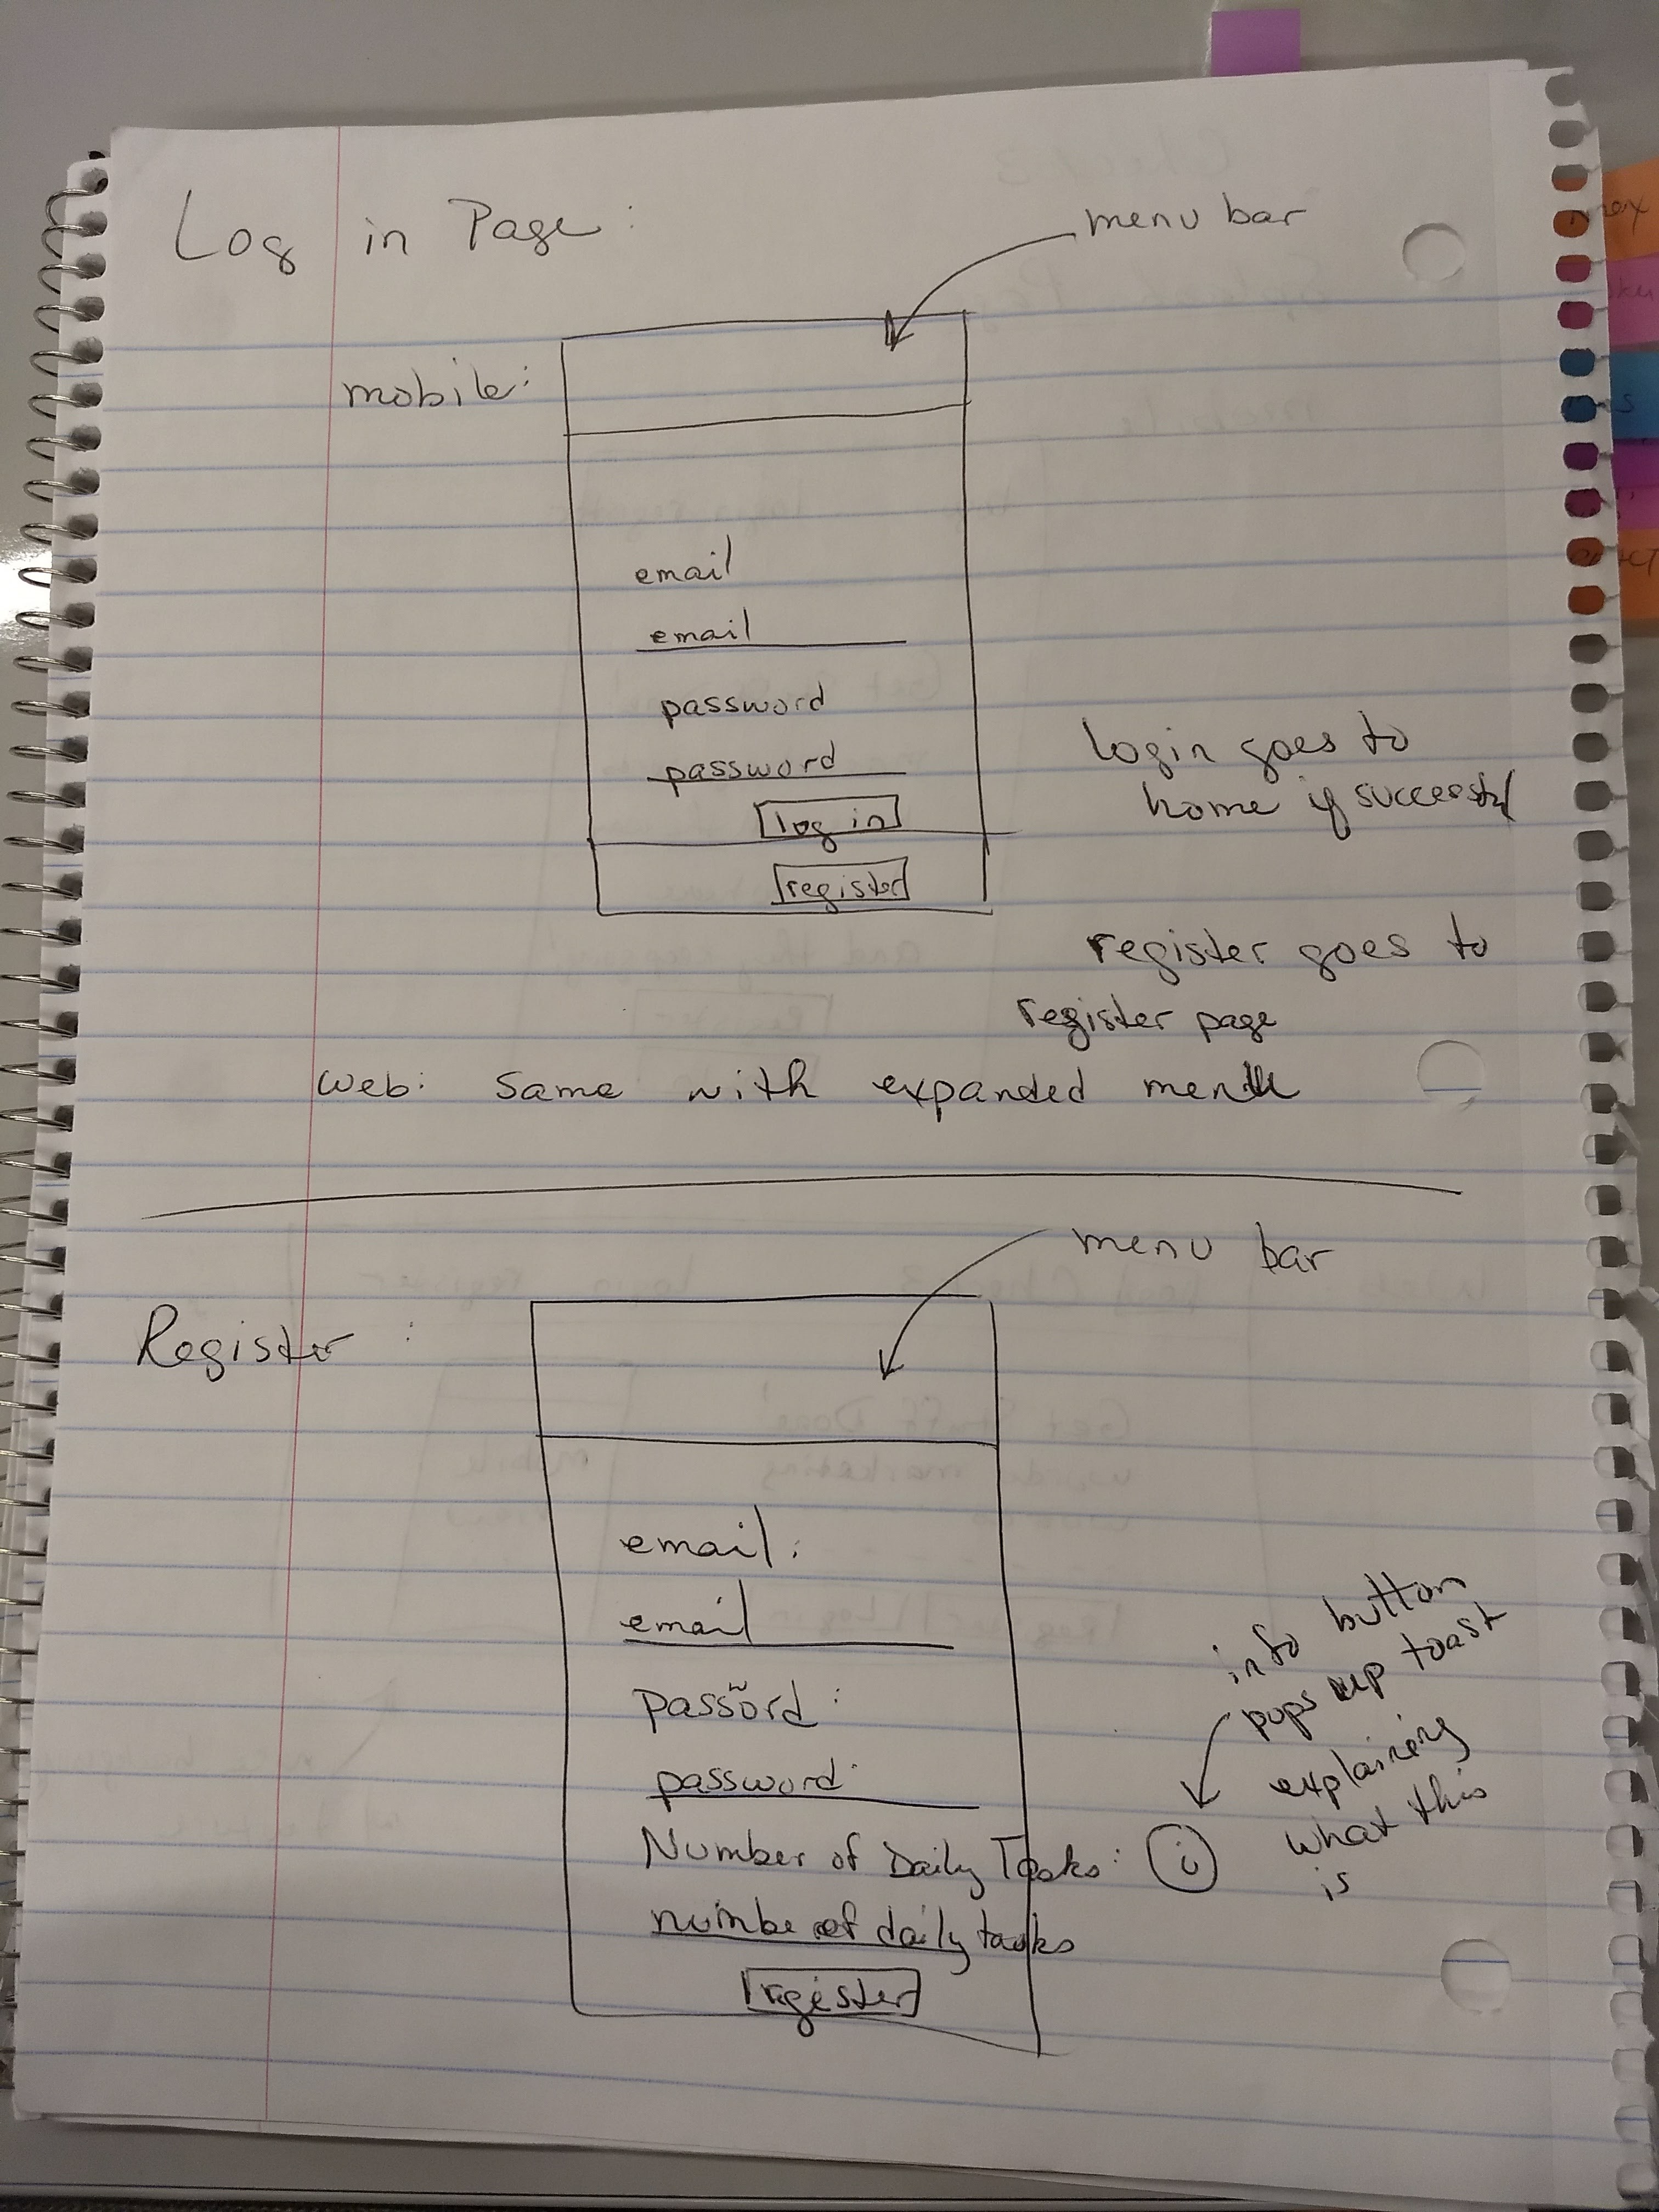 Log in Page:
menu bar
mobile:
email
email
password
password
log in
register
login goes to
home if successful
register goes to
register page
web: same with expanded menu
menu bar
Register:
email:
email
password:
password
Number of Daily Tasks: i
number of daily tasks
register
info button
pops up toast
explaining
what this
is